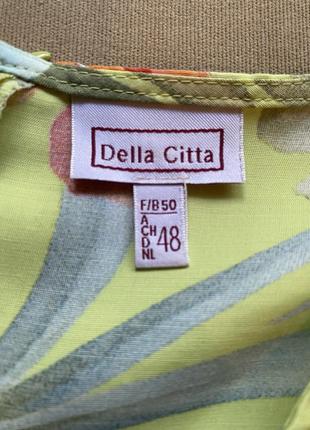 Della Citta
F/B 50
A
CH
D
NL
48